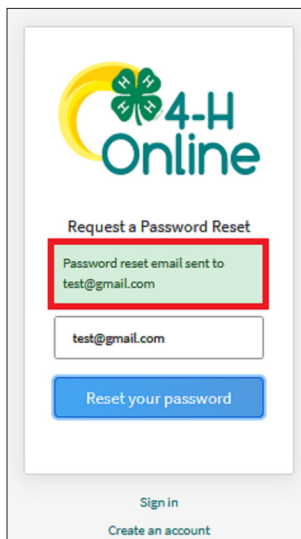 H H
H H
4-H
Online
Request a Password Reset
Password reset email sent to
test@gmail.com
test@gmail.com
Reset your password
Sign in
Create an account